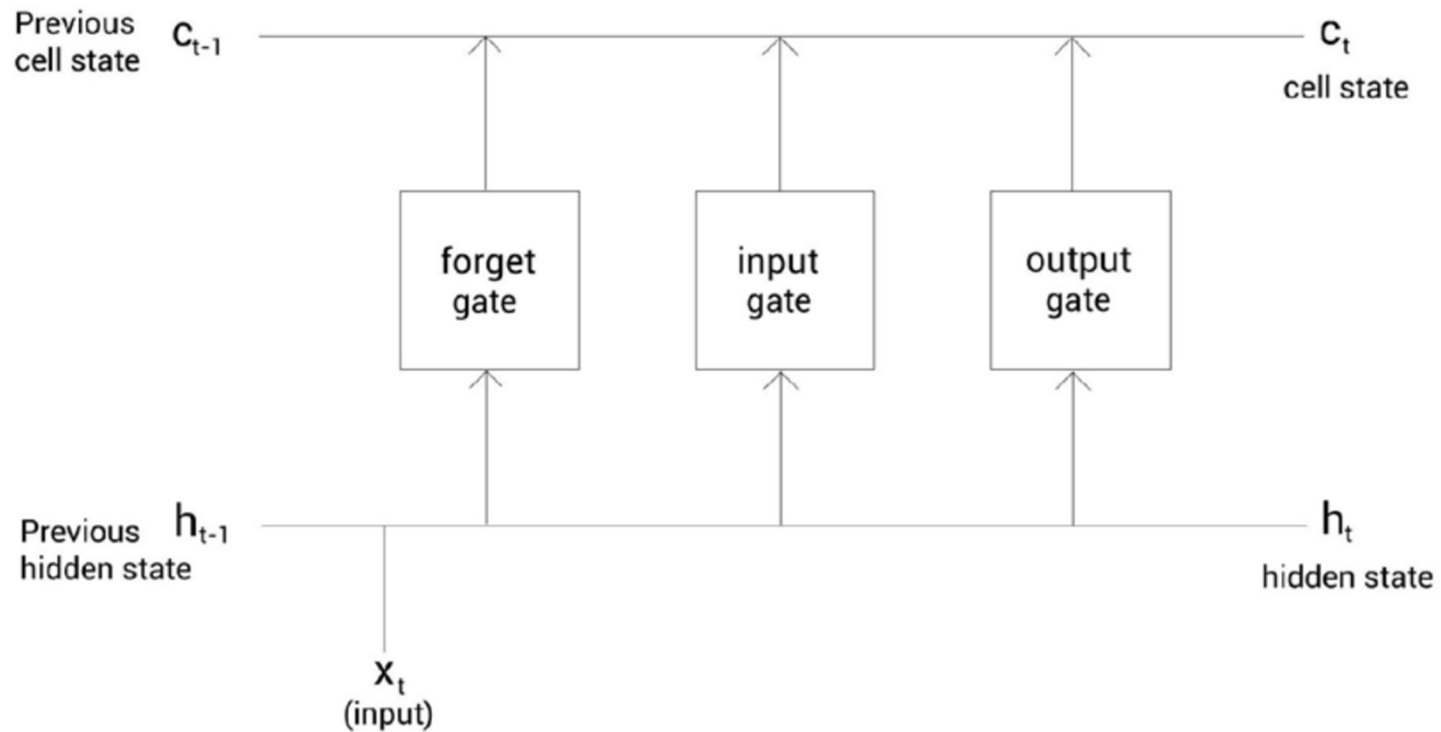 Previous
cell state
C_{t-1}
C_t
cell state
forget
gate
input
gate
output
gate
Previous
hidden state
h_{t-1}
h_t
hidden state
x_t
(input)